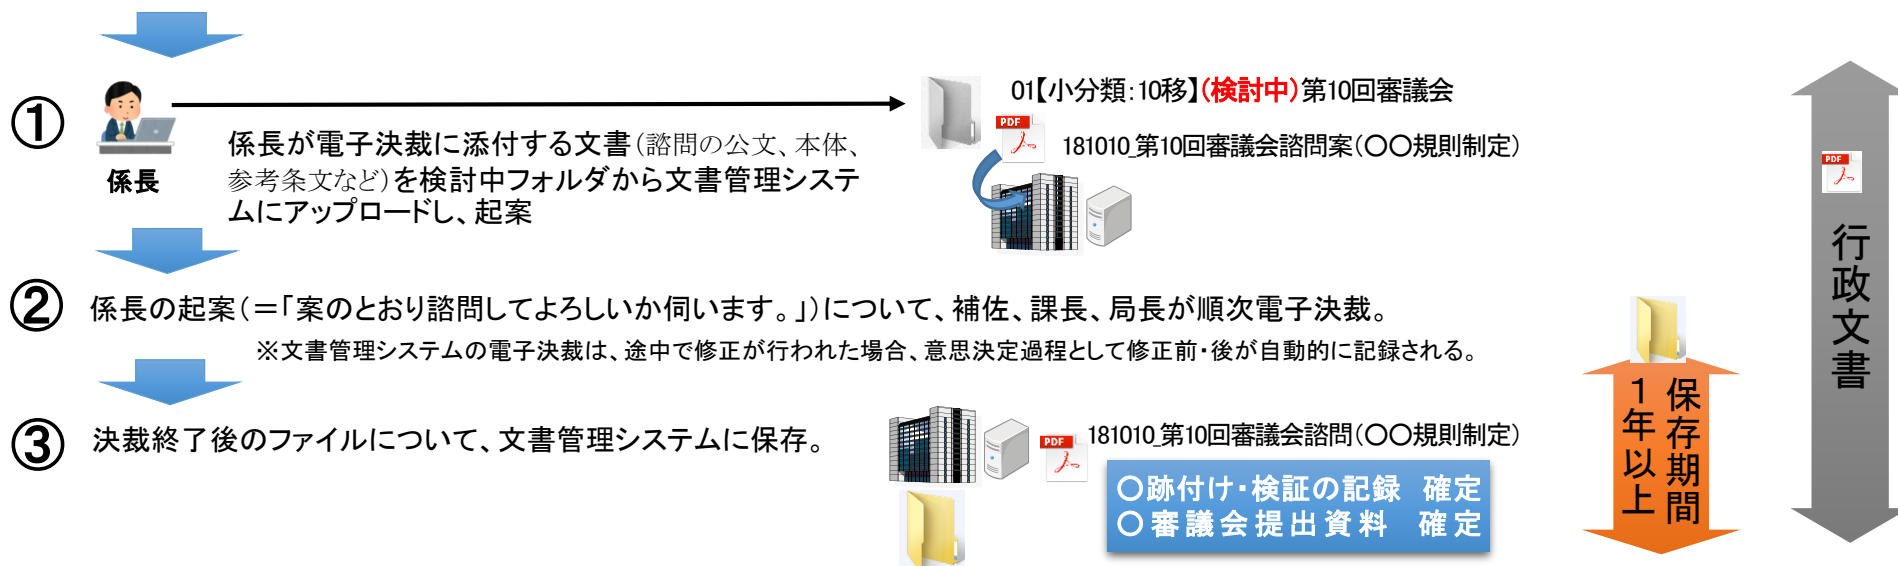 ①
係長
係長が電子決裁に添付する文書(諮問の公文、本体、
参考条文など)を検討中フォルダから文書管理システ
ムにアップロードし、起案
01【小分類:10移】(検討中)第10回審議会
PDF
181010_第10回審議会諮問案(〇〇規則制定)
②
係長の起案(=「案のとおり諮問してよろしいか伺います。」)について、補佐、課長、局長が順次電子決裁。
※文書管理システムの電子決裁は、途中で修正が行われた場合、意思決定過程として修正前・後が自動的に記録される。
③
決裁終了後のファイルについて、文書管理システムに保存。
PDF
181010_第10回審議会諮問(〇〇規則制定)
〇跡付け・検証の記録 確定
〇審議会提出資料 確定
保存期間
1年以上
PDF
行政文書